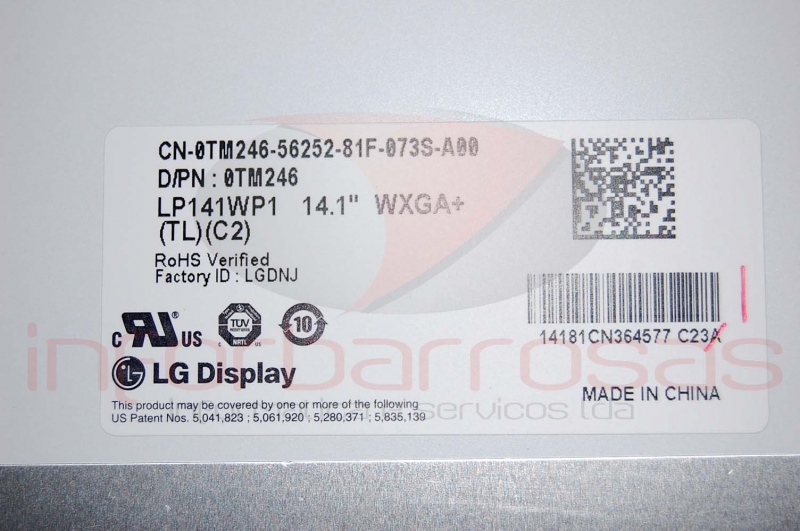 CN-0TM246-56252-81F-073S-A00
D/PN : 0TM246
LP141WP1 14.1" WXGA+
(TL)(C2)
RoHS Verified
Factory ID : LGDNJ
c RU ® US
TUV
NRTL
10
14181CN364577 C23A
LG Display
MADE IN CHINA
This product may be covered by one or more of the following
US Patent Nos. 5,041,823 ; 5,061,920 ; 5,280,371 ; 5,835,139
inforbarrosas
servicos lda